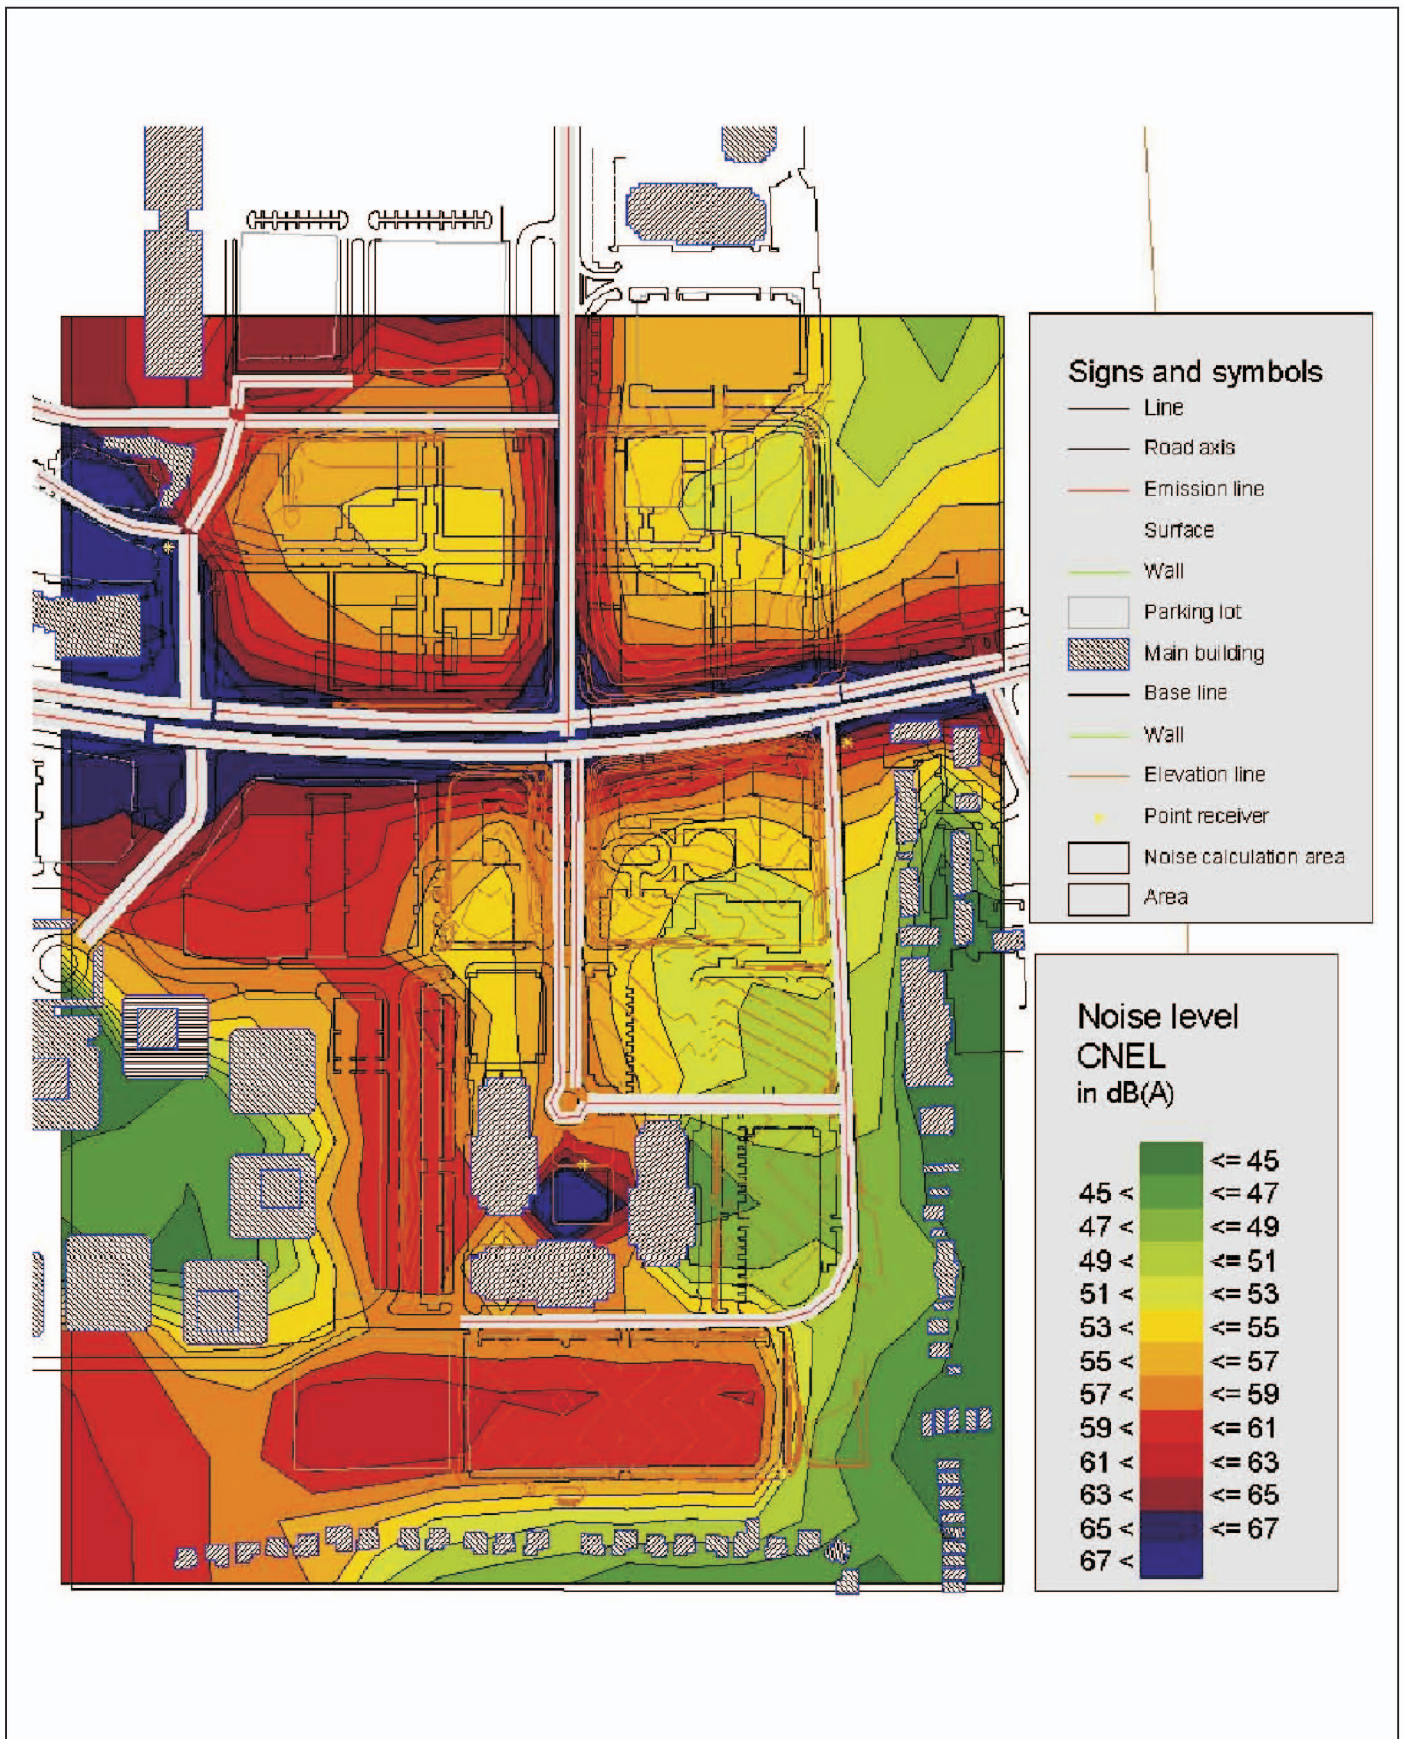 Signs and symbols
Line
Road axis
Emission line
Surface
Wall
Parking lot
Main building
Base line
Wall
Elevation line
Point receiver
Noise calculation area
Area
Noise level
CNEL
in dB(A)
<= 45
45 < <= 47
47 < <= 49
49 < <= 51
51 < <= 53
53 < <= 55
55 < <= 57
57 < <= 59
59 < <= 61
61 < <= 63
63 < <= 65
65 < <= 67
67 <